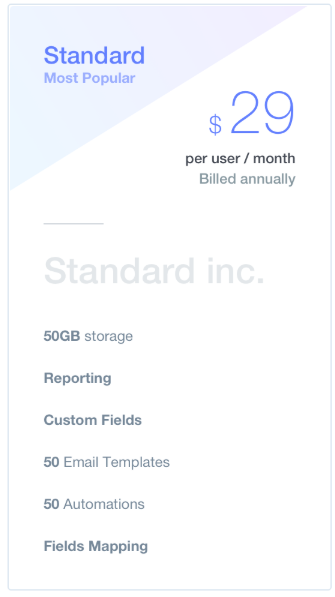 Standard
Most Popular
$ 29
per user / month
Billed annually
Standard inc.
50GB storage
Reporting
Custom Fields
50 Email Templates
50 Automations
Fields Mapping